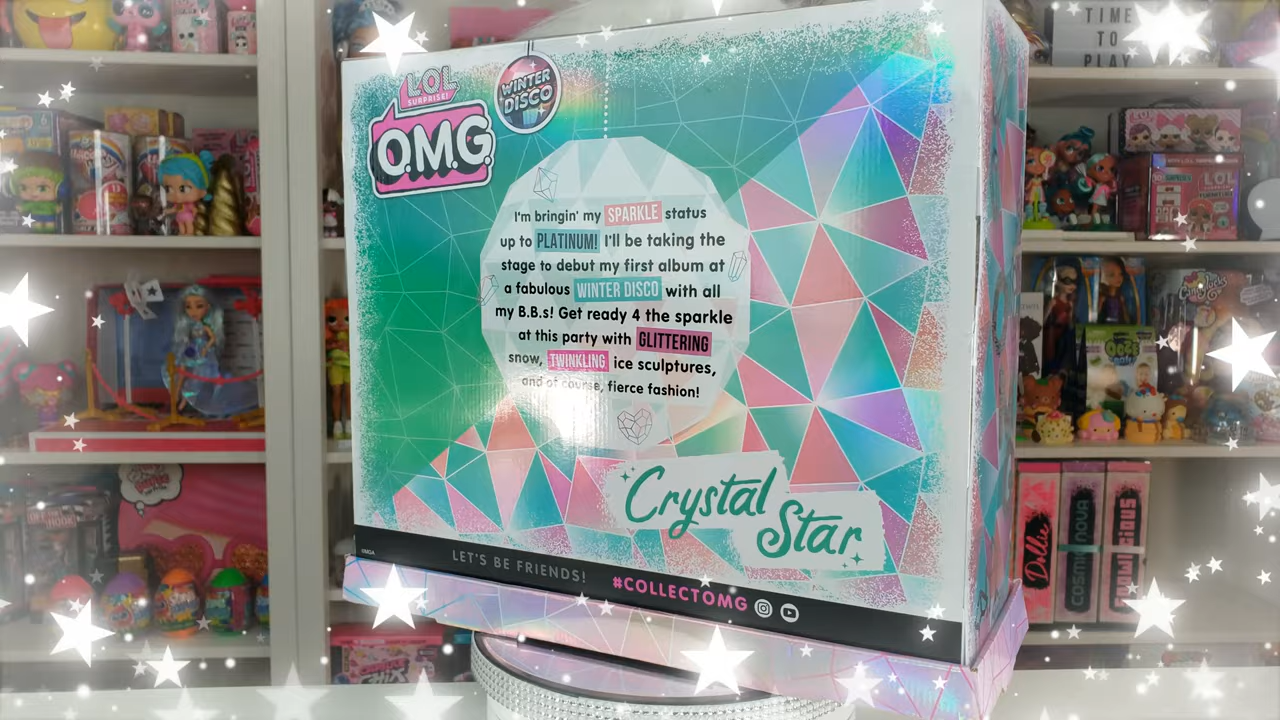 L.O.L.
SURPRISE!
O.M.G.
WINTER
DISCO
I'm bringin' my SPARKLE status
up to PLATINUM! I'll be taking the
stage to debut my first album at
a fabulous WINTER DISCO with all
my B.B.s! Get ready 4 the sparkle
at this party with GLITTERING
snow, TWINKLING ice sculptures,
and of course, fierce fashion!
Crystal
Star
©MGA
LET'S BE FRIENDS!
#COLLECTOMG
TIME
TO
PLAY
L.O.L.
Dollie
COSMIC NOVA